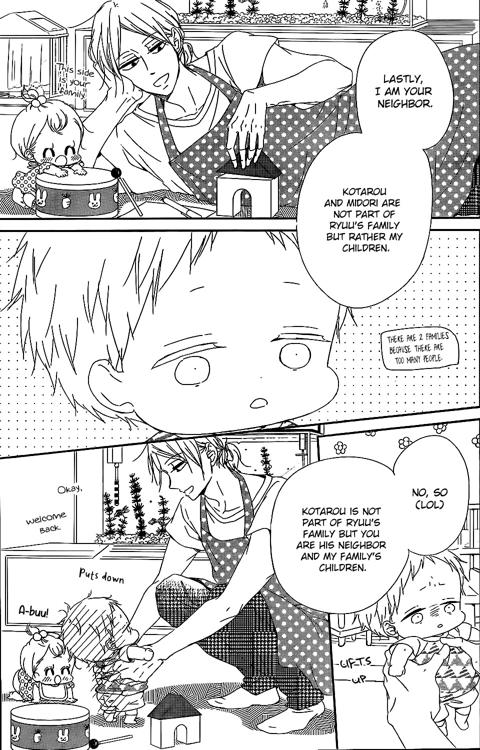 This side
is your
family.
LASTLY,
I AM YOUR
NEIGHBOR.
KOTAROU
AND MIDORI ARE
NOT PART OF
RYUU'S FAMILY
BUT RATHER MY
CHILDREN.
THERE ARE 2 FAMILIES
BECAUSE THERE ARE
TOO MANY PEOPLE.
NO, SO
(LOL)
KOTAROU IS NOT
PART OF RYUU'S
FAMILY BUT YOU
ARE HIS NEIGHBOR
AND MY FAMILY'S
CHILDREN.
-LIFTS
UP-
Okay,
welcome
back.
Puts down
A-buu!